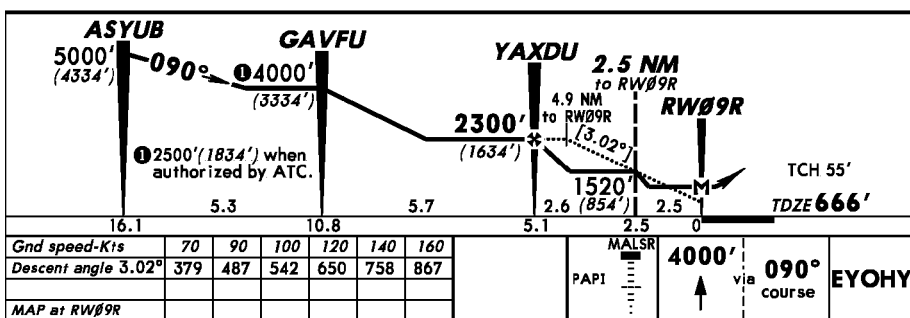 ASYUB
GAVFU
YAXDU
2.5 NM
to RWØ9R
RWØ9R
5000'
(4334')
090°
❶4000'
(3334')
4.9 NM
to RWØ9R
[3.02°]
2300'
(1634')
❶2500'(1834') when
authorized by ATC.
1520'
(854')
M
TCH 55'
TDZE 666'
5.3
5.7
2.6
2.5
16.1
10.8
5.1
2.5
0
Gnd speed-Kts 70 90 100 120 140 160
Descent angle 3.02° 379 487 542 650 758 867
MAP at RWØ9R
MALSR
PAPI
4000'
via
090°
course
EYOHY